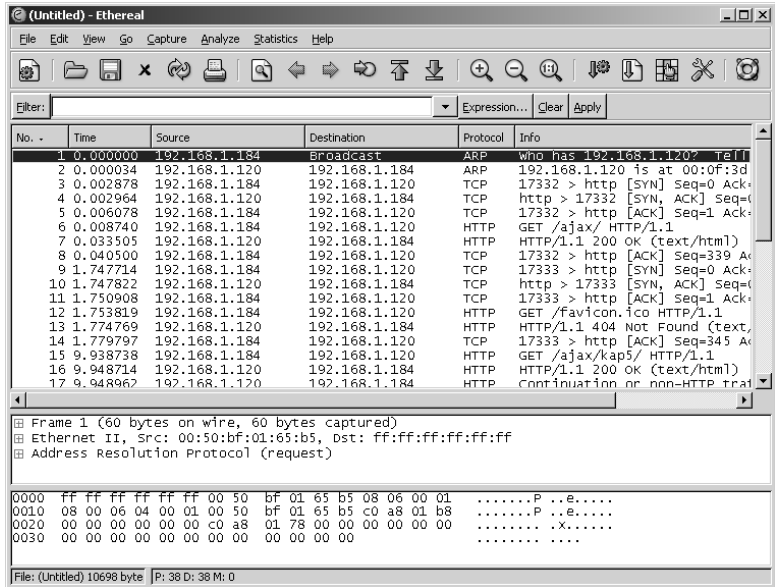 (Untitled) - Ethereal
File Edit View Go Capture Analyze Statistics Help
Filter: Expression... Clear Apply
No. - Time Source Destination Protocol Info
1 0.000000 192.168.1.184 Broadcast ARP who has 192.168.1.120? Tell
2 0.000034 192.168.1.120 192.168.1.184 ARP 192.168.1.120 is at 00:0f:3d
3 0.002878 192.168.1.184 192.168.1.120 TCP 17332 > http [SYN] Seq=0 Ack=
4 0.002964 192.168.1.120 192.168.1.184 TCP http > 17332 [SYN, ACK] Seq=0
5 0.006078 192.168.1.184 192.168.1.120 TCP 17332 > http [ACK] Seq=1 Ack=
6 0.008740 192.168.1.184 192.168.1.120 HTTP GET /ajax/ HTTP/1.1
7 0.033505 192.168.1.120 192.168.1.184 HTTP HTTP/1.1 200 OK (text/html)
8 0.040500 192.168.1.184 192.168.1.120 TCP 17332 > http [ACK] Seq=339 Ac
9 1.747714 192.168.1.184 192.168.1.120 TCP 17333 > http [SYN] Seq=0 Ack=
10 1.747822 192.168.1.120 192.168.1.184 TCP http > 17333 [SYN, ACK] Seq=0
11 1.750908 192.168.1.184 192.168.1.120 TCP 17333 > http [ACK] Seq=1 Ack=
12 1.753819 192.168.1.184 192.168.1.120 HTTP GET /favicon.ico HTTP/1.1
13 1.774769 192.168.1.120 192.168.1.184 HTTP HTTP/1.1 404 Not Found (text,
14 1.779797 192.168.1.184 192.168.1.120 TCP 17333 > http [ACK] Seq=345 Ac
15 9.938738 192.168.1.184 192.168.1.120 HTTP GET /ajax/kap5/ HTTP/1.1
16 9.948714 192.168.1.120 192.168.1.184 HTTP HTTP/1.1 200 OK (text/html)
17 9.948962 192.168.1.120 192.168.1.184 HTTP Continuation or non-HTTP traf
Frame 1 (60 bytes on wire, 60 bytes captured)
Ethernet II, Src: 00:50:bf:01:65:b5, Dst: ff:ff:ff:ff:ff:ff
Address Resolution Protocol (request)
0000 ff ff ff ff ff ff 00 50 bf 01 65 b5 08 06 00 01 .......P ..e.....
0010 08 00 06 04 00 01 00 50 bf 01 65 b5 c0 a8 01 b8 .......P ..e.....
0020 00 00 00 00 00 00 c0 a8 01 78 00 00 00 00 00 00 ........ .x......
0030 00 00 00 00 00 00 00 00 00 00 00 00 ........ ....
File: (Untitled) 10698 byte P: 38 D: 38 M: 0